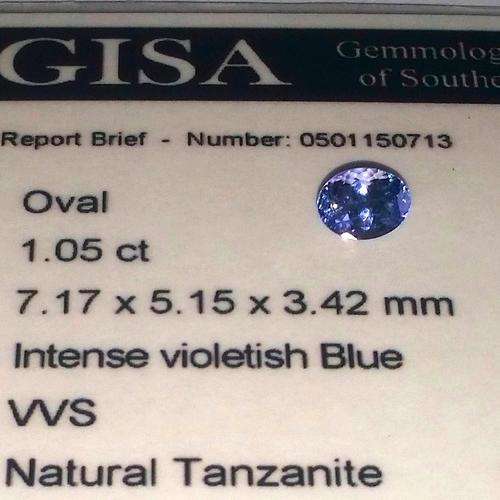 GISA
Gemmolog
of Southe
Report Brief - Number: 0501150713
Oval
1.05 ct
7.17 x 5.15 x 3.42 mm
Intense violetish Blue
VVS
Natural Tanzanite